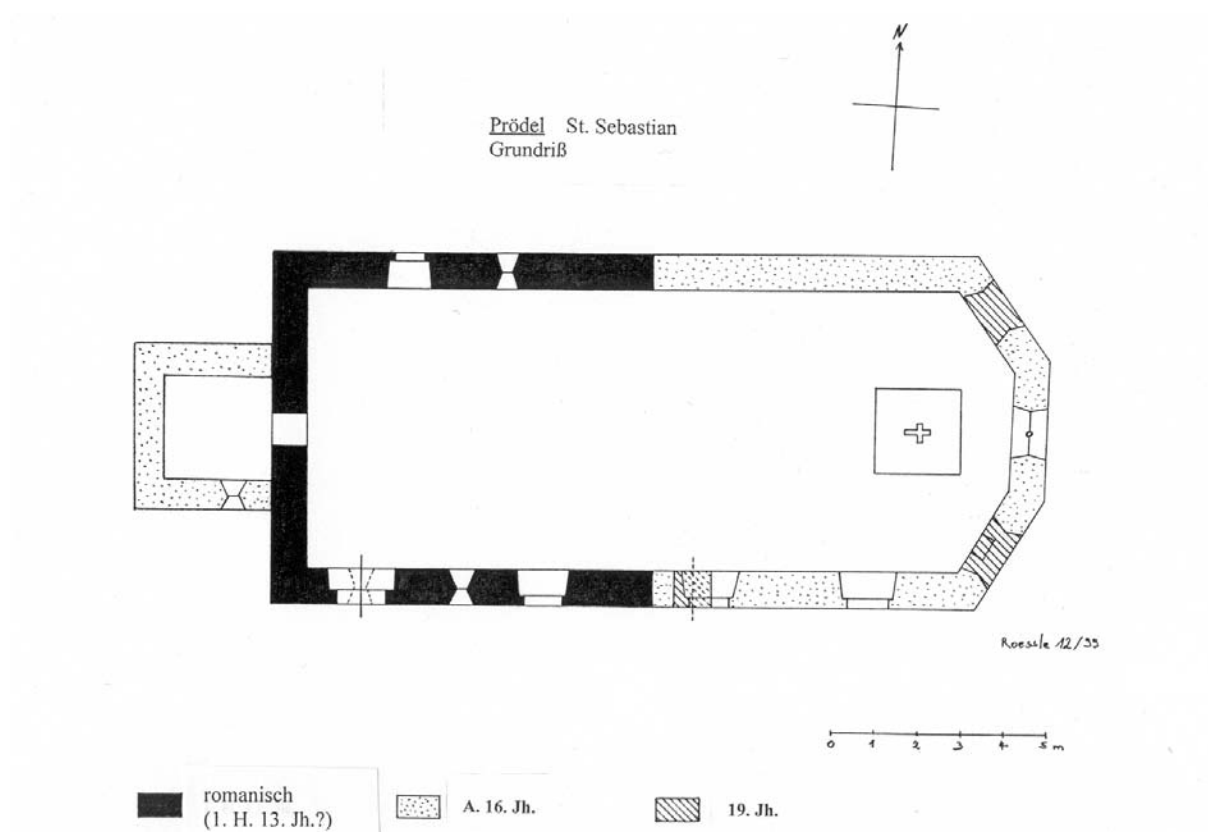 N
Prödel St. Sebastian
Grundriß
Roessle 12/99
0 1 2 3 4 5 m
romanisch
(1. H. 13. Jh.?)
A. 16. Jh.
19. Jh.